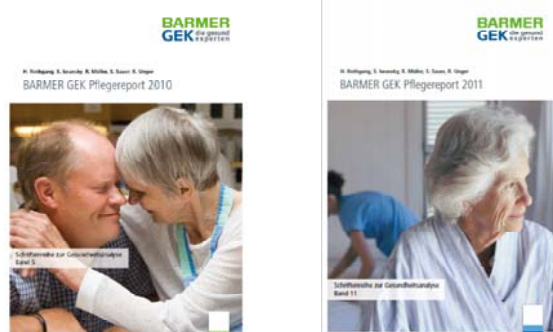 BARMER
GEK die gesund
experten
H. Rothgang, S. Iwansky, R. Müller, S. Sauer, R. Unger
BARMER GEK Pflegereport 2010
Schriftenreihe zur Gesundheitsanalyse
Band 5
BARMER
GEK die gesund
experten
H. Rothgang, S. Iwansky, R. Müller, S. Sauer, R. Unger
BARMER GEK Pflegereport 2011
Schriftenreihe zur Gesundheitsanalyse
Band 11